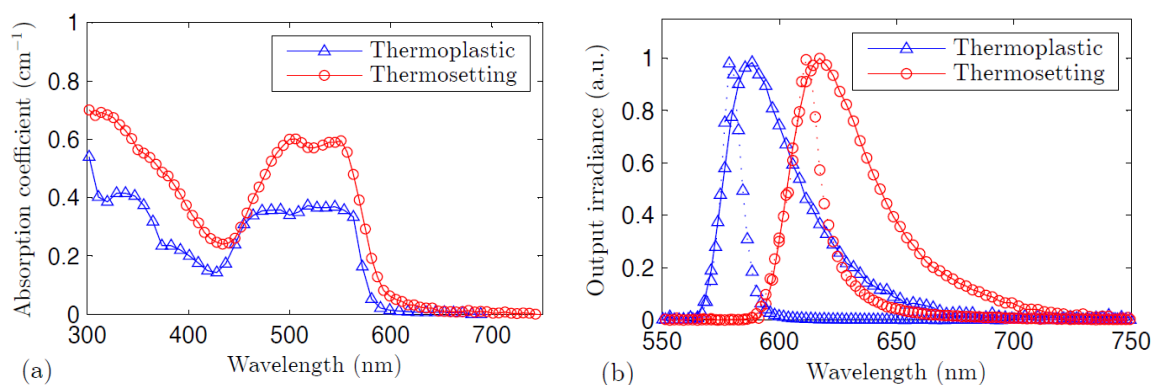 1
0.8
0.6
0.4
0.2
0
300 400 500 600 700
Absorption coefficient (cm⁻¹)
Wavelength (nm)
Thermoplastic
Thermosetting
(a)
1
0.8
0.6
0.4
0.2
0
550 600 650 700 750
Output irradiance (a.u.)
Wavelength (nm)
Thermoplastic
Thermosetting
(b)